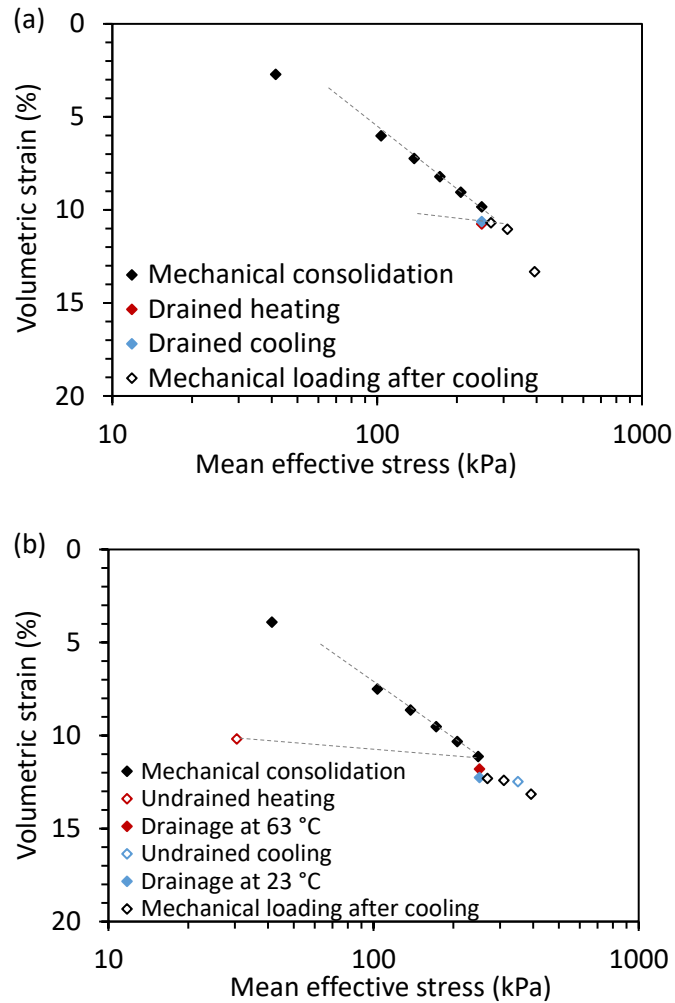 (a)
0
5
10
15
20
Volumetric strain (%)
Mechanical consolidation
Drained heating
Drained cooling
Mechanical loading after cooling
10
100
1000
Mean effective stress (kPa)
(b)
0
5
10
15
20
Volumetric strain (%)
Mechanical consolidation
Undrained heating
Drainage at 63 °C
Undrained cooling
Drainage at 23 °C
Mechanical loading after cooling
10
100
1000
Mean effective stress (kPa)